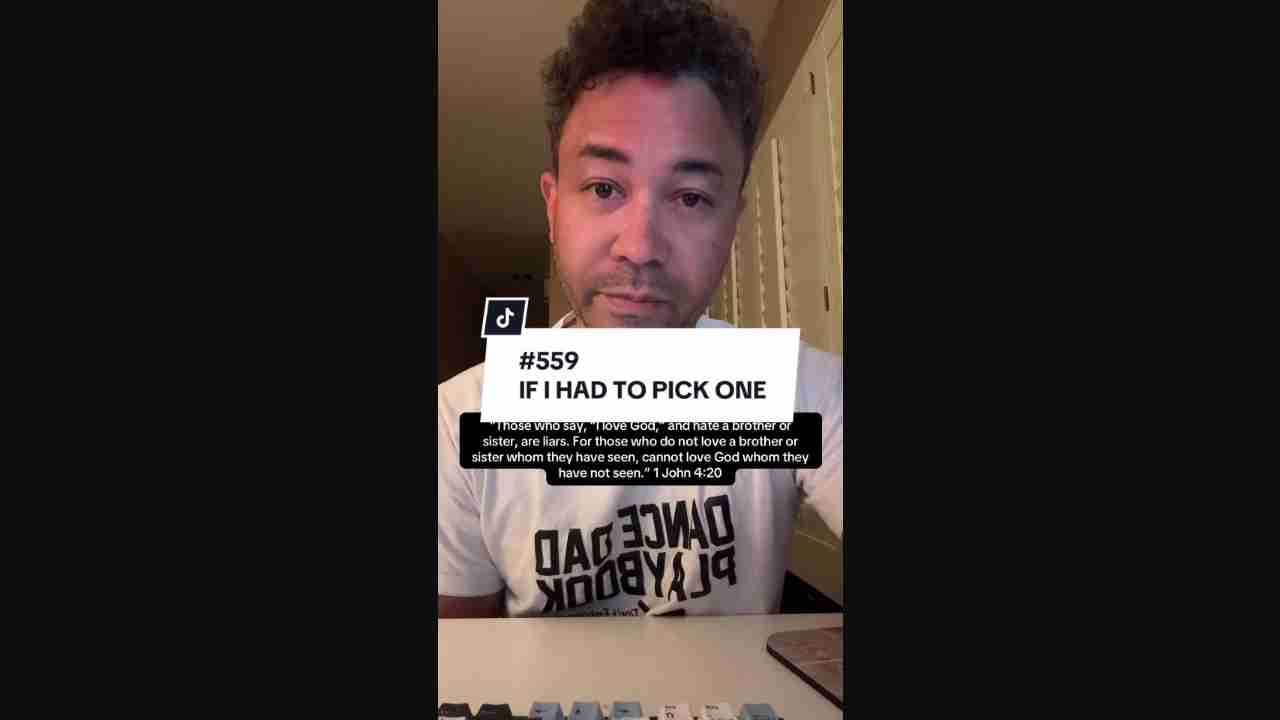 #559
IF I HAD TO PICK ONE
"Those who say, "I love God," and hate a brother or
sister, are liars. For those who do not love a brother or
sister whom they have seen, cannot love God whom they
have not seen." 1 John 4:20
DANCE DAD
PLAYBOOK
Don't